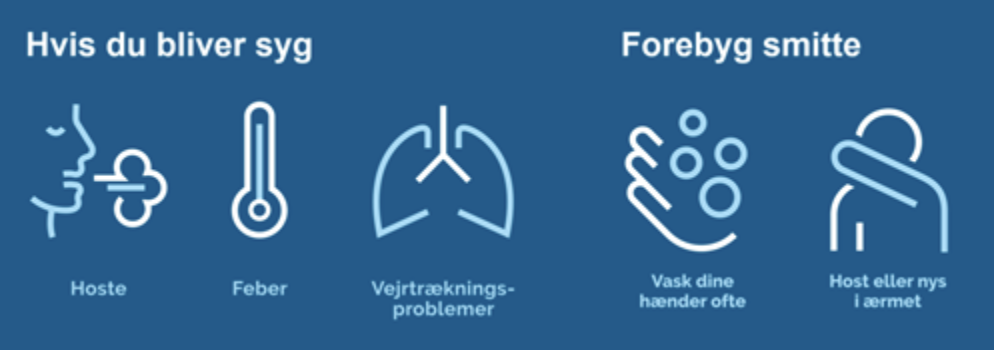 Hvis du bliver syg
Forebyg smitte
Hoste
Feber
Vejrtræknings-
problemer
Vask dine
hænder ofte
Host eller nys
i ærmet